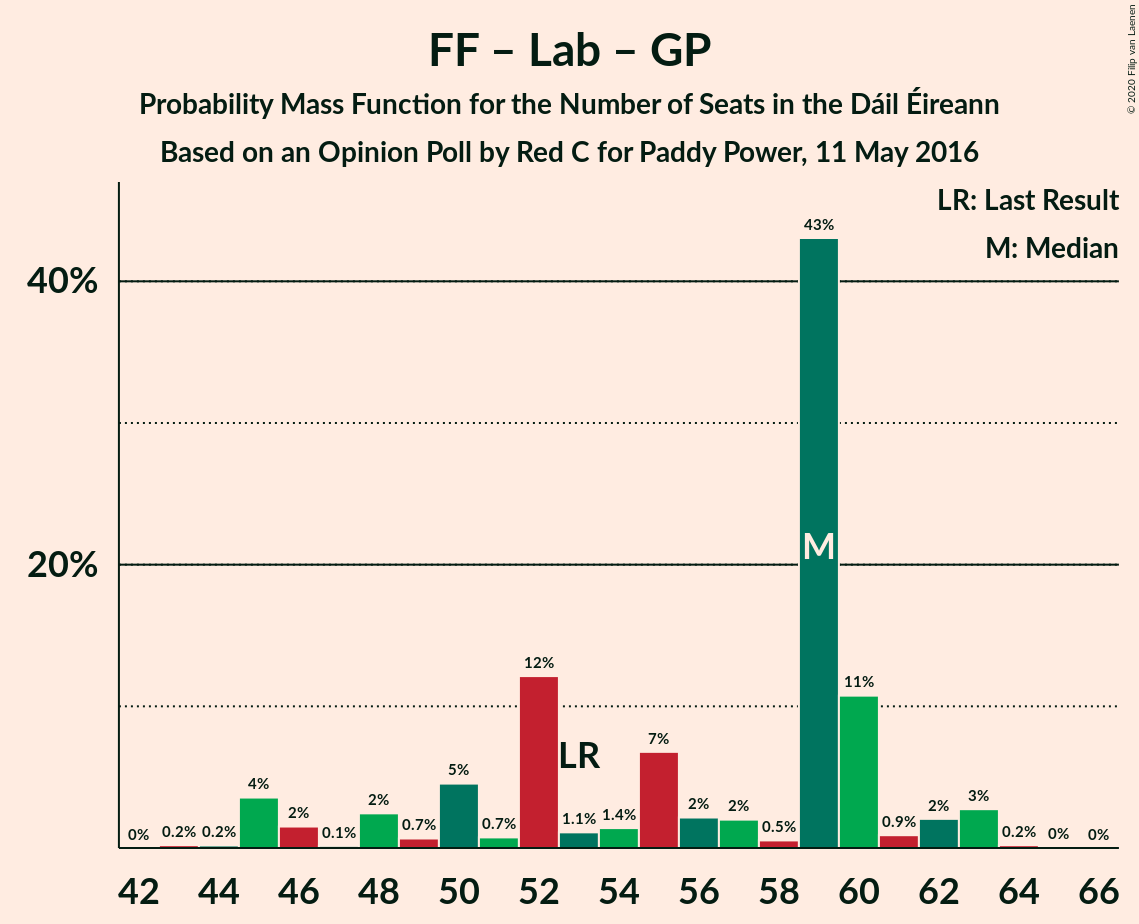 FF – Lab – GP
Probability Mass Function for the Number of Seats in the Dáil Éireann
Based on an Opinion Poll by Red C for Paddy Power, 11 May 2016
© 2020 Filip van Laenen
LR: Last Result
M: Median
40%
20%
0% 0.2% 0.2% 4% 2% 0.1% 2% 0.7% 5% 0.7% 12% 1.1% 1.4% 7% 2% 2% 0.5% 43% 11% 0.9% 2% 3% 0.2% 0% 0%
LR
M
42 44 46 48 50 52 54 56 58 60 62 64 66